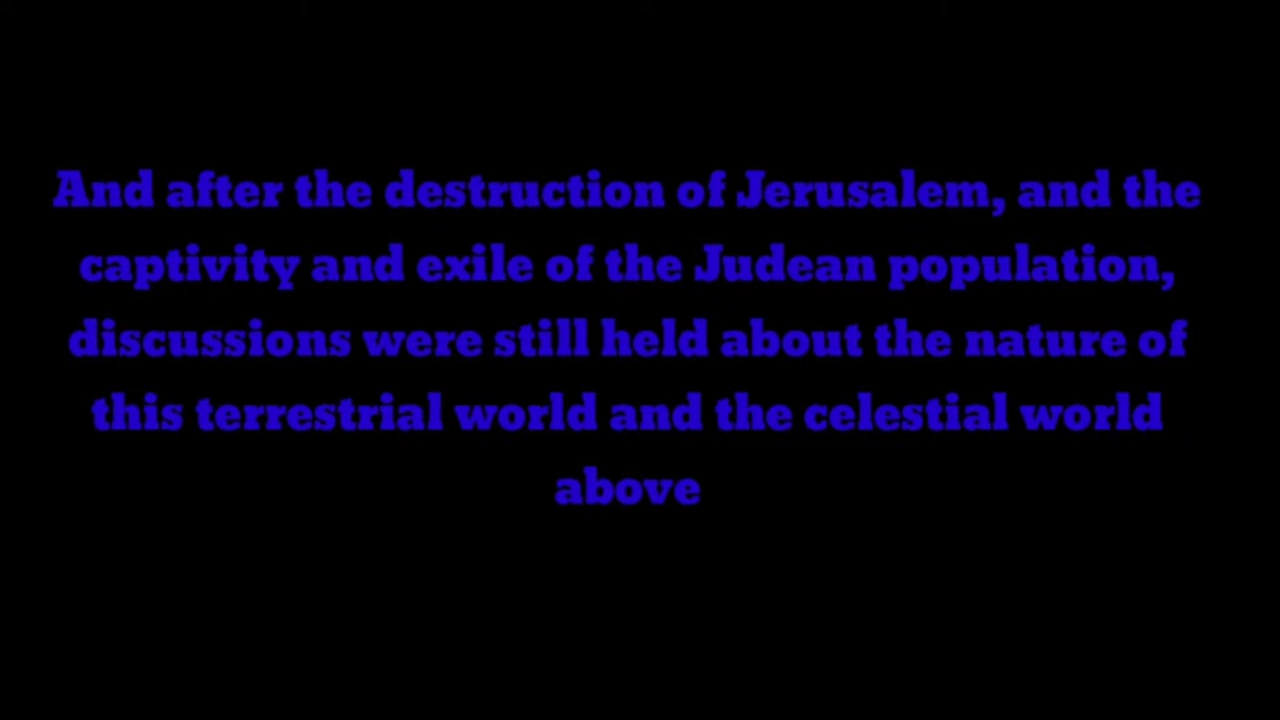 And after the destruction of Jerusalem, and the
captivity and exile of the Judean population,
discussions were still held about the nature of
this terrestrial world and the celestial world
above